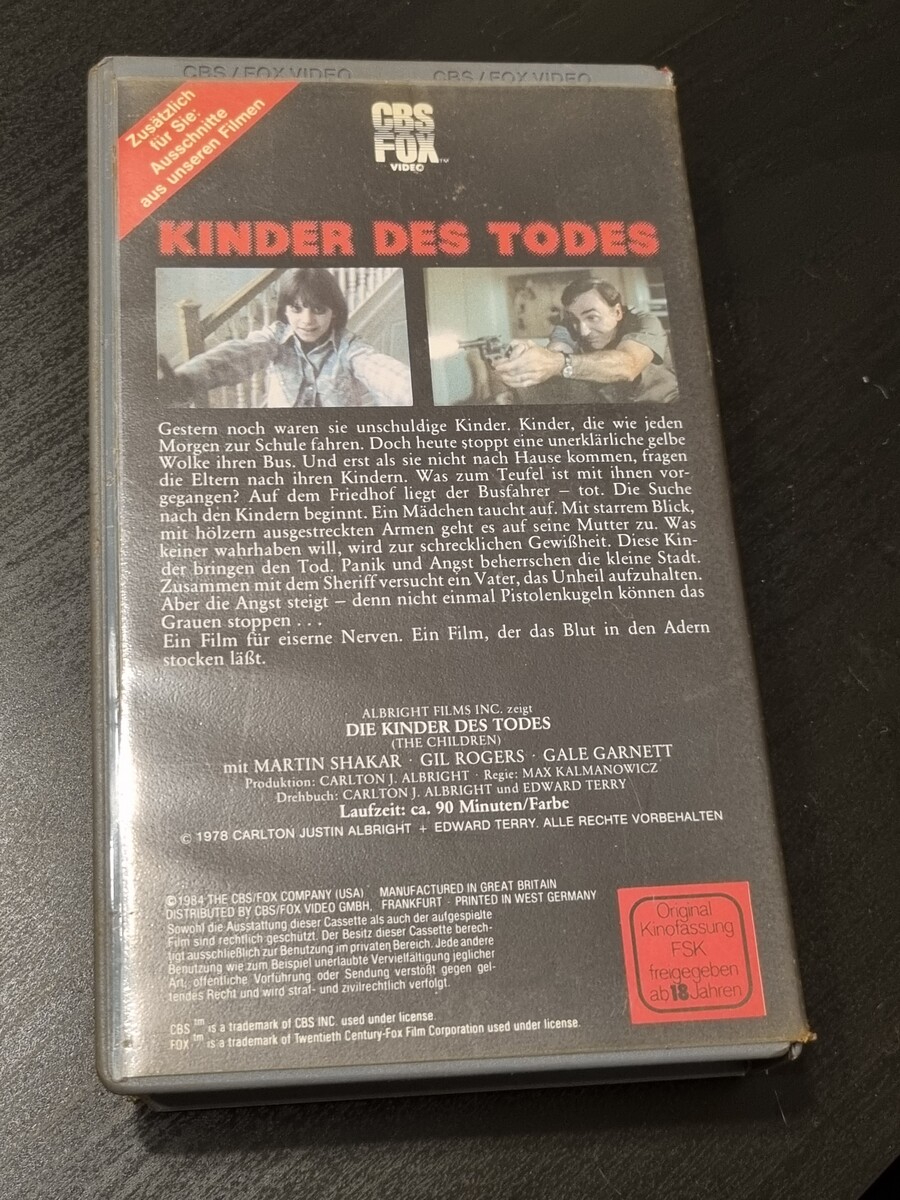 CBS / FOX VIDEO CBS / FOX VIDEO
Zusätzlich
für Sie:
Ausschnitte
aus unseren Filmen
CBS
FOX™
VIDEO
KINDER DES TODES
Gestern noch waren sie unschuldige Kinder. Kinder, die wie jeden
Morgen zur Schule fahren. Doch heute stoppt eine unerklärliche gelbe
Wolke ihren Bus. Und erst als sie nicht nach Hause kommen, fragen
die Eltern nach ihren Kindern. Was zum Teufel ist mit ihnen vor-
gegangen? Auf dem Friedhof liegt der Busfahrer – tot. Die Suche
nach den Kindern beginnt. Ein Mädchen taucht auf. Mit starrem Blick,
mit hölzern ausgestreckten Armen geht es auf seine Mutter zu. Was
keiner wahrhaben will, wird zur schrecklichen Gewißheit. Diese Kin-
der bringen den Tod. Panik und Angst beherrschen die kleine Stadt.
Zusammen mit dem Sheriff versucht ein Vater, das Unheil aufzuhalten.
Aber die Angst steigt – denn nicht einmal Pistolenkugeln können das
Grauen stoppen . . .
Ein Film für eiserne Nerven. Ein Film, der das Blut in den Adern
stocken läßt.
ALBRIGHT FILMS INC. zeigt
DIE KINDER DES TODES
(THE CHILDREN)
mit MARTIN SHAKAR · GIL ROGERS · GALE GARNETT
Produktion: CARLTON J. ALBRIGHT · Regie: MAX KALMANOWICZ
Drehbuch: CARLTON J. ALBRIGHT und EDWARD TERRY
Laufzeit: ca. 90 Minuten/Farbe
© 1978 CARLTON JUSTIN ALBRIGHT + EDWARD TERRY. ALLE RECHTE VORBEHALTEN
©1984 THE CBS/FOX COMPANY (USA) MANUFACTURED IN GREAT BRITAIN
DISTRIBUTED BY CBS/FOX VIDEO GMBH, FRANKFURT · PRINTED IN WEST GERMANY
Sowohl die Ausstattung dieser Cassette als auch der aufgespielte
Film sind rechtlich geschützt. Der Besitz dieser Cassette berech-
tigt ausschließlich zur Benutzung im privaten Bereich. Jede andere
Benutzung wie zum Beispiel unerlaubte Vervielfältigung jeglicher
Art, öffentliche Vorführung oder Sendung verstößt gegen gel-
tendes Recht und wird straf- und zivilrechtlich verfolgt.
CBS ™ is a trademark of CBS INC. used under license.
FOX ™ is a trademark of Twentieth Century-Fox Film Corporation used under license.
Original
Kinofassung
FSK
freigegeben
ab 18 Jahren